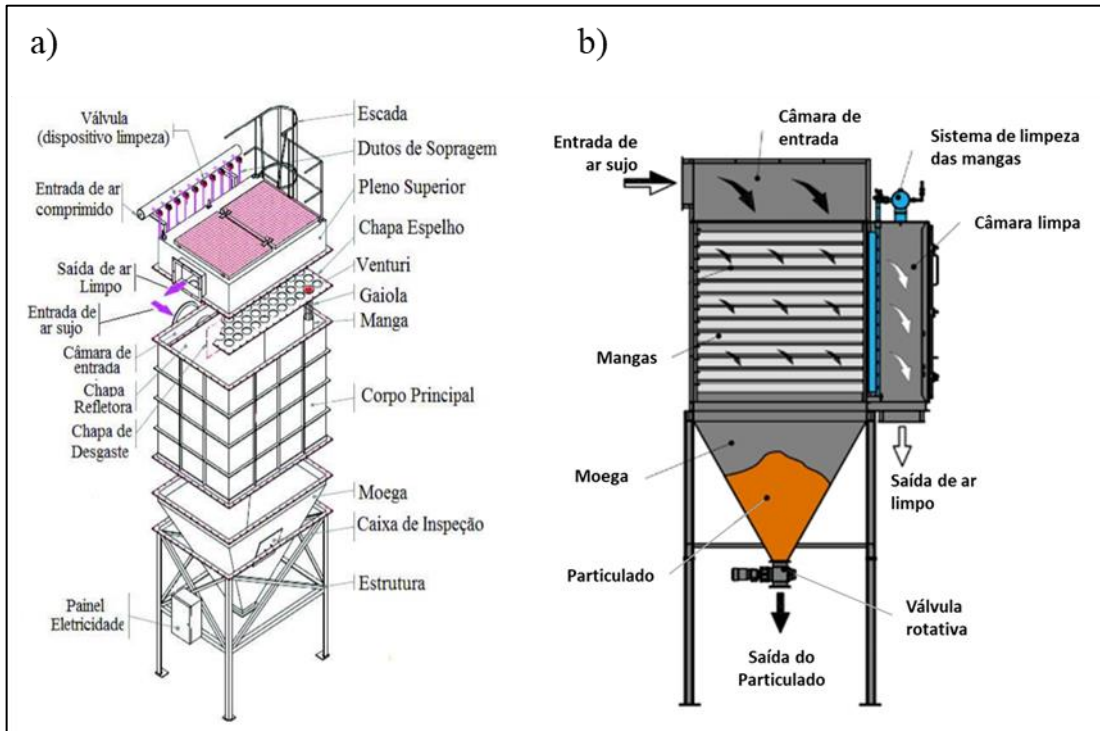 a)
Válvula
(dispositivo limpeza)
Entrada de ar
comprimido
Saída de ar
Limpo
Entrada de
ar sujo
Câmara de
entrada
Chapa
Refletora
Chapa de
Desgaste
Painel
Eletricidade
Escada
Dutos de Sopragem
Pleno Superior
Chapa Espelho
Venturi
Gaiola
Manga
Corpo Principal
Moega
Caixa de Inspeção
Estrutura
b)
Entrada de
ar sujo
Câmara de
entrada
Sistema de limpeza
das mangas
Câmara limpa
Mangas
Moega
Saída de ar
limpo
Particulado
Válvula
rotativa
Saída do
Particulado